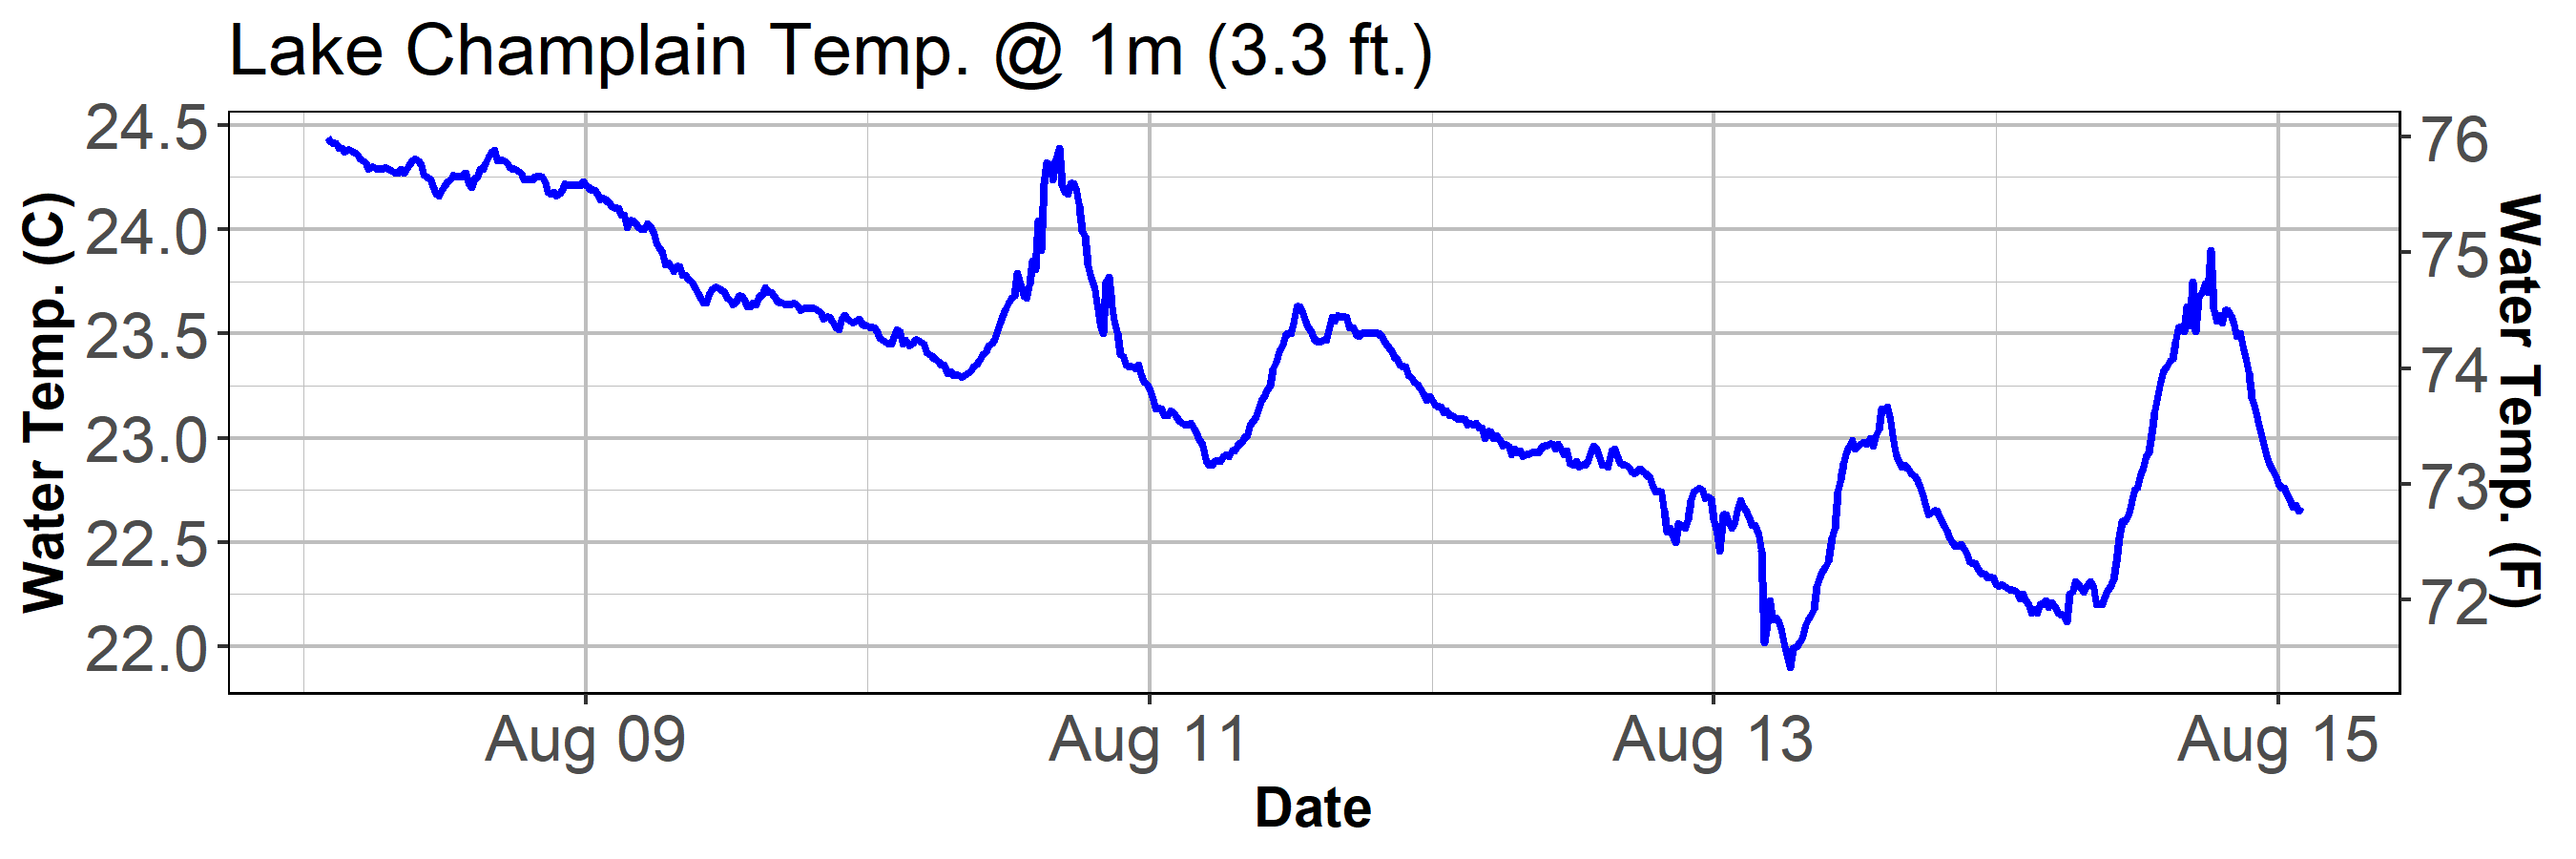 Lake Champlain Temp. @ 1m (3.3 ft.)
Water Temp. (C)
24.5
24.0
23.5
23.0
22.5
22.0
76
75
74
73
72
Water Temp. (F)
Aug 09 Aug 11 Aug 13 Aug 15
Date